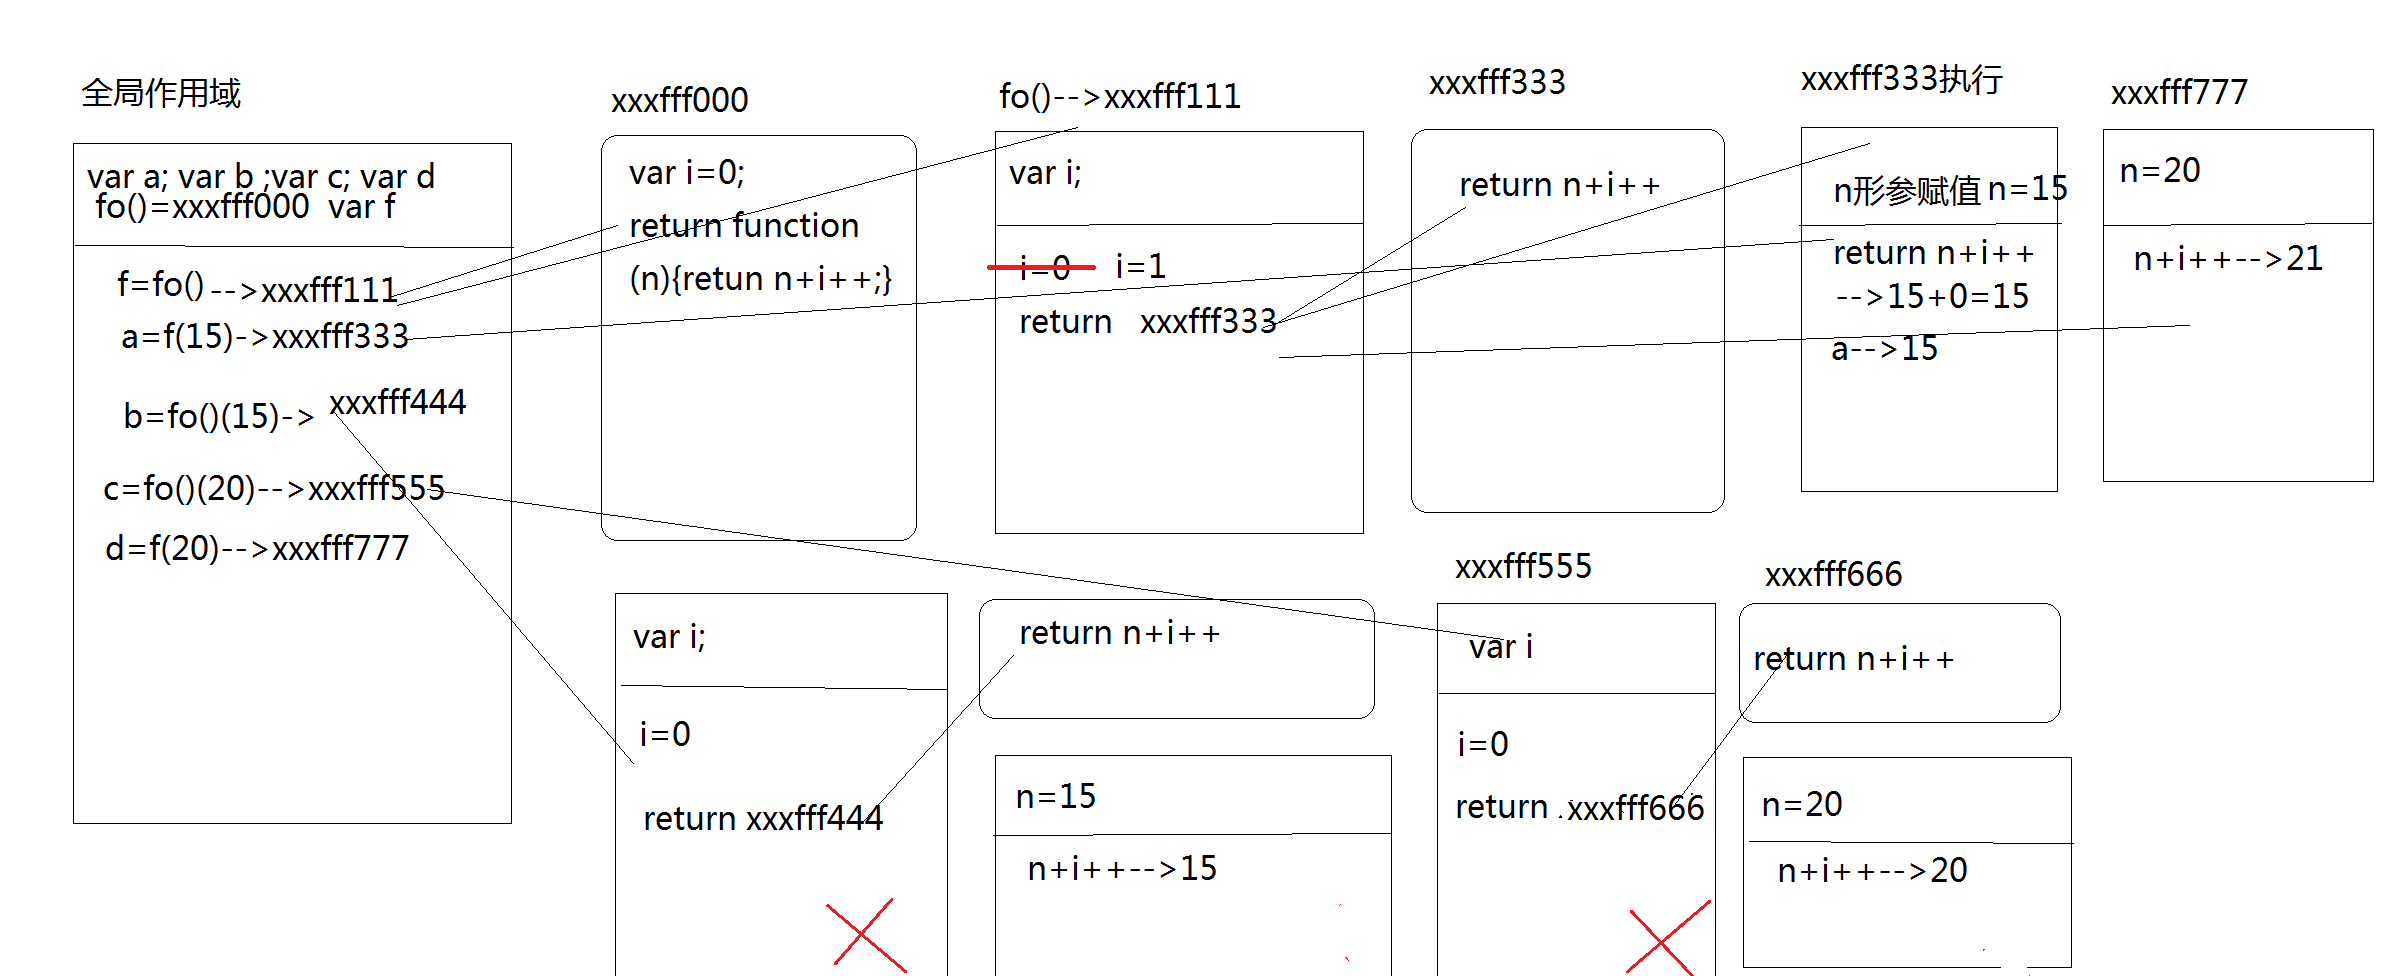 全局作用域
var a; var b ;var c; var d
fo()=xxxfff000 var f
f=fo() -->xxxfff111
a=f(15)->xxxfff333
b=fo()(15)-> xxxfff444
c=fo()(20)-->xxxfff555
d=f(20)-->xxxfff777
xxxfff000
var i=0;
return function
(n){retun n+i++;}
fo()-->xxxfff111
var i;
i=0 i=1
return xxxfff333
xxxfff333
return n+i++
xxxfff333执行
n形参赋值 n=15
return n+i++
-->15+0=15
a-->15
xxxfff777
n=20
n+i++-->21
var i;
i=0
return xxxfff444
return n+i++
n=15
n+i++-->15
xxxfff555
var i
i=0
return .xxxfff666
xxxfff666
return n+i++
n=20
n+i++-->20